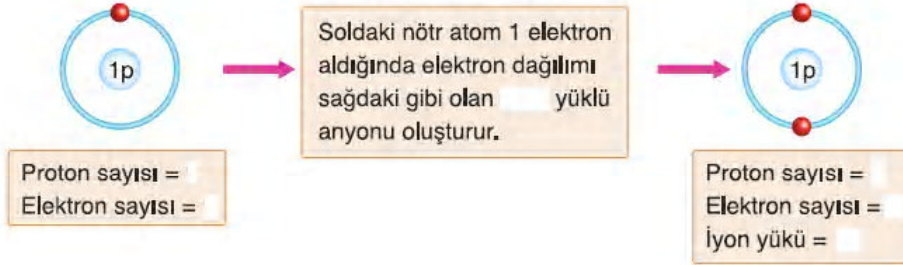 1p
Soldaki nötr atom 1 elektron
aldığında elektron dağılımı
sağdaki gibi olan yüklü
anyonu oluşturur.
1p
Proton sayısı =
Elektron sayısı =
Proton sayısı =
Elektron sayısı =
İyon yükü =